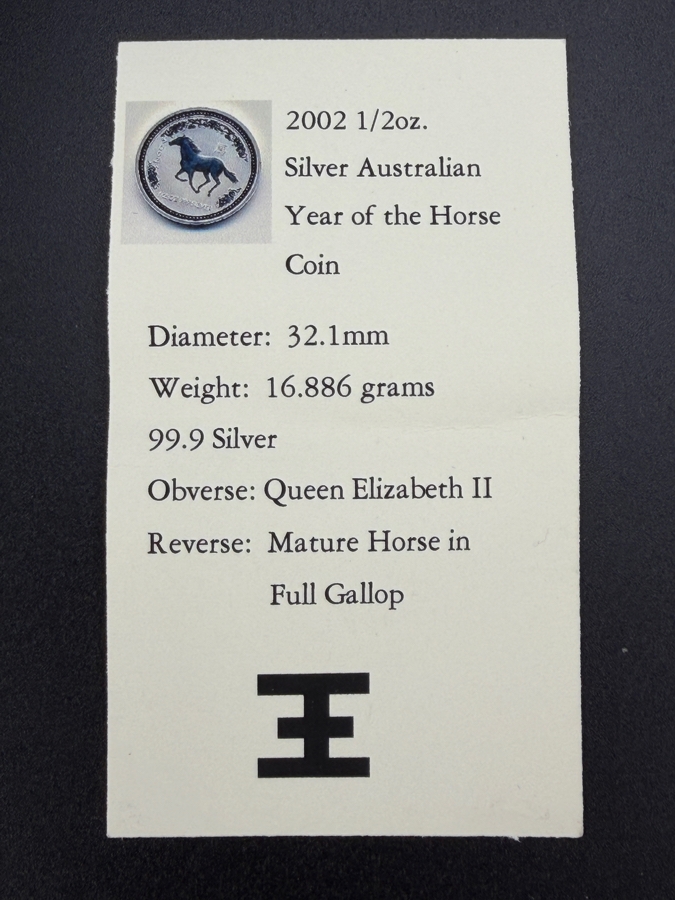 2002 1/2oz.
Silver Australian
Year of the Horse
Coin
Diameter: 32.1mm
Weight: 16.886 grams
99.9 Silver
Obverse: Queen Elizabeth II
Reverse: Mature Horse in
Full Gallop